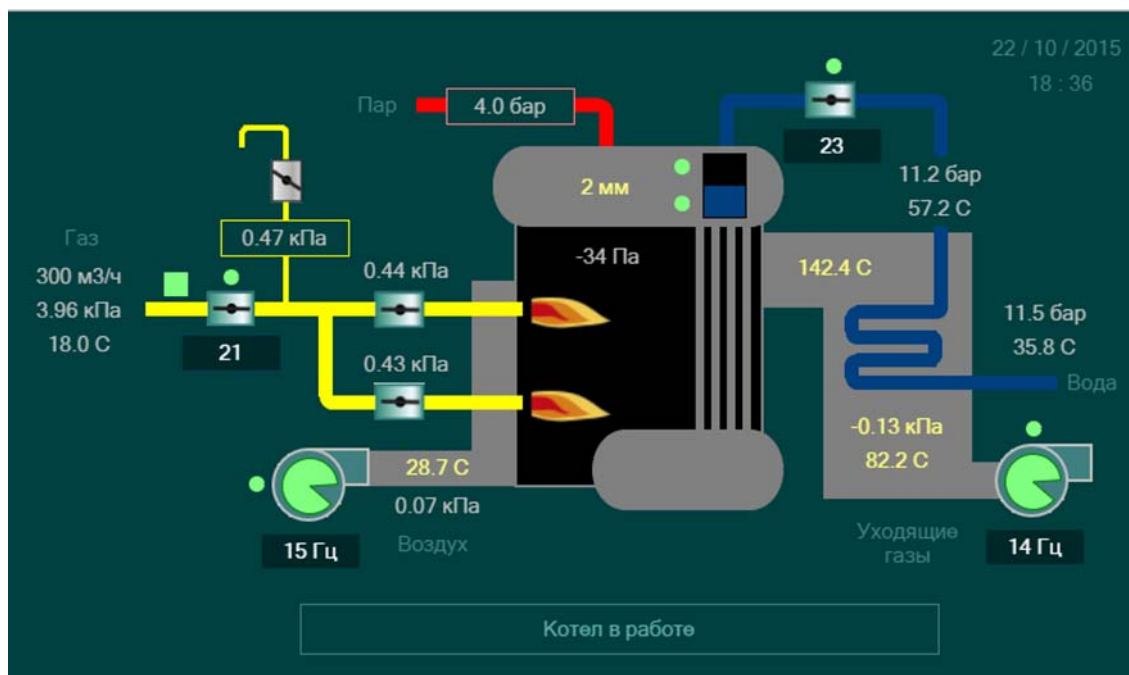 22 / 10 / 2015
18 : 36
Пар
4.0 бар
23
2 мм
11.2 бар
57.2 С
Газ
0.47 кПа
300 м3/ч
3.96 кПа
18.0 С
0.44 кПа
-34 Па
142.4 С
21
0.43 кПа
11.5 бар
35.8 С
Вода
-0.13 кПа
82.2 С
28.7 С
0.07 кПа
Воздух
15 Гц
Уходящие
газы
14 Гц
Котел в работе